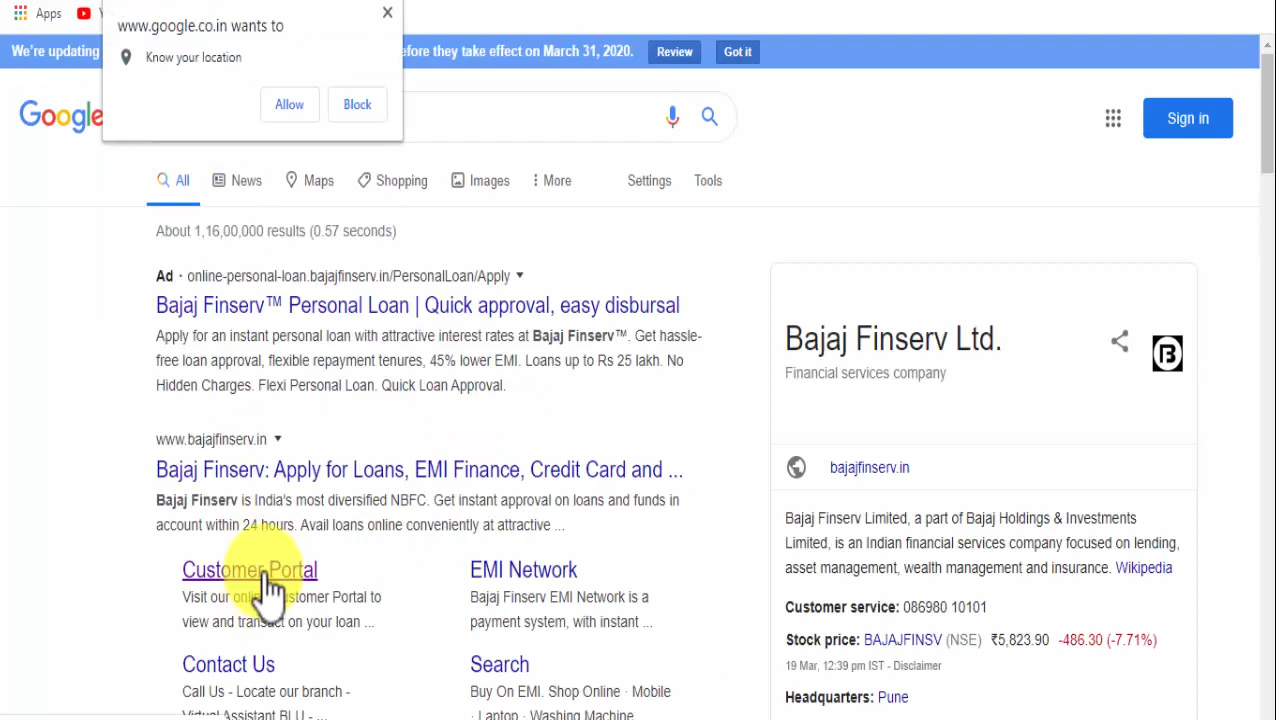 Apps
www.google.co.in wants to
Know your location
Allow
Block
We're updating
efore they take effect on March 31, 2020.
Review
Got it
Google
Sign in
All
News
Maps
Shopping
Images
More
Settings
Tools
About 1,16,00,000 results (0.57 seconds)
Ad · online-personal-loan.bajajfinserv.in/PersonalLoan/Apply
Bajaj Finserv™ Personal Loan | Quick approval, easy disbursal
Apply for an instant personal loan with attractive interest rates at Bajaj Finserv™. Get hassle-
free loan approval, flexible repayment tenures, 45% lower EMI. Loans up to Rs 25 lakh. No
Hidden Charges. Flexi Personal Loan. Quick Loan Approval.
www.bajajfinserv.in
Bajaj Finserv: Apply for Loans, EMI Finance, Credit Card and ...
Bajaj Finserv is India's most diversified NBFC. Get instant approval on loans and funds in
account within 24 hours. Avail loans online conveniently at attractive ...
Customer Portal
Visit our online Customer Portal to
view and transact on your loan ...
EMI Network
Bajaj Finserv EMI Network is a
payment system, with instant ...
Contact Us
Call Us - Locate our branch -
Virtual Assistant BLU - ...
Search
Buy On EMI. Shop Online · Mobile
· Laptop · Washing Machine
Bajaj Finserv Ltd.
Financial services company
bajajfinserv.in
Bajaj Finserv Limited, a part of Bajaj Holdings & Investments
Limited, is an Indian financial services company focused on lending,
asset management, wealth management and insurance. Wikipedia
Customer service: 086980 10101
Stock price: BAJAJFINSV (NSE) ₹5,823.90 -486.30 (-7.71%)
19 Mar, 12:39 pm IST - Disclaimer
Headquarters: Pune